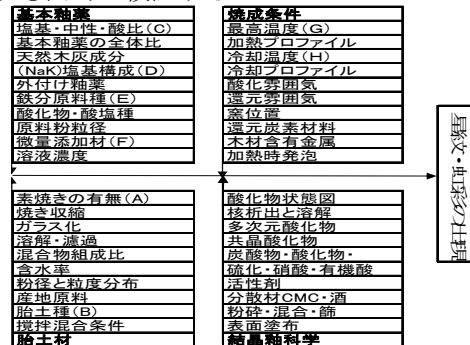 基本釉薬
塩基・中性・酸比(C)
基本釉薬の全体比
天然木灰成分
(NaK)塩基構成(D)
外付け釉薬
鉄分原料種(E)
酸化物・酸塩種
原料粉粒径
微量添加材(F)
溶液濃度
焼成条件
最高温度(G)
加熱プロファイル
冷却温度(H)
冷却プロファイル
酸化雰囲気
還元雰囲気
窯位置
還元炭素材料
木材含有金属
加熱時発泡
素焼きの有無(A)
焼き収縮
ガラス化
溶解・濾過
混合物組成比
含水率
粉径と粒度分布
産地原料
胎土種(B)
撹拌混合条件
胎土材
酸化物状態図
核析出と溶解
多次元酸化物
共晶酸化物
炭酸物・酸化物・
硫化・硝酸・有機酸
活性剤
分散材CMC・酒
粉砕・混合・篩
表面塗布
結晶釉科学
星紋・虹彩の仕組